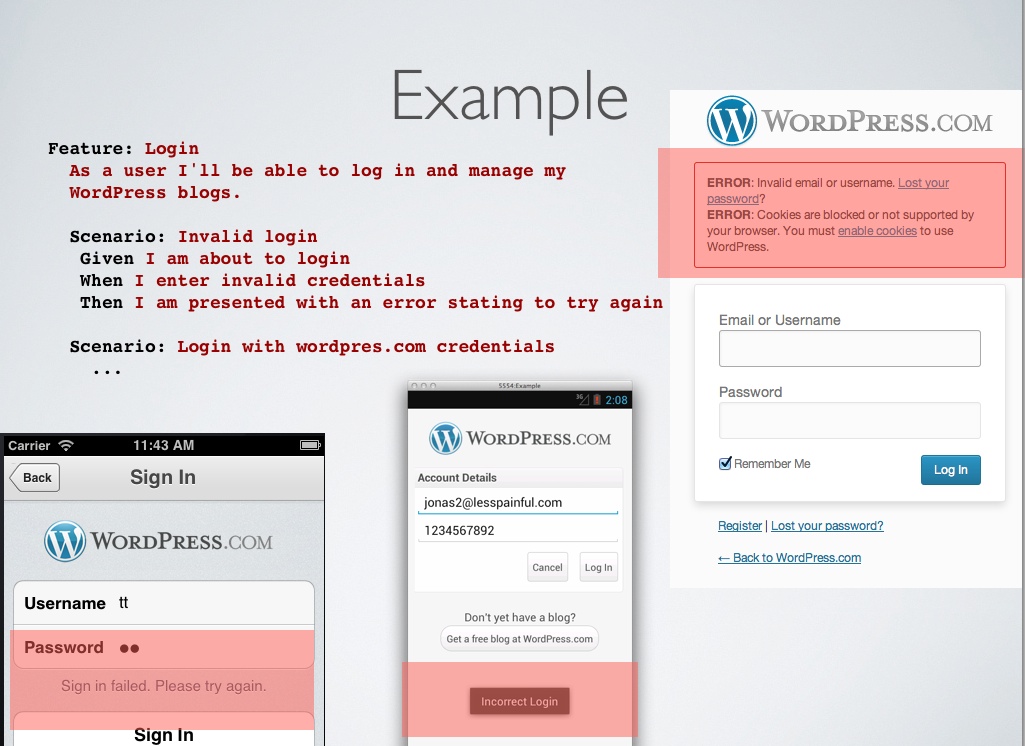 Example
Feature: Login
As a user I'll be able to log in and manage my
WordPress blogs.
Scenario: Invalid login
Given I am about to login
When I enter invalid credentials
Then I am presented with an error stating to try again
Scenario: Login with wordpres.com credentials
...
WORDPRESS.COM
ERROR: Invalid email or username. Lost your
password?
ERROR: Cookies are blocked or not supported by
your browser. You must enable cookies to use
WordPress.
Email or Username
Password
Remember Me
Log In
Register | Lost your password?
← Back to WordPress.com
Carrier 11:43 AM
Back Sign In
WORDPRESS.COM
Username tt
Password ●●
Sign in failed. Please try again.
Sign In
5554:Example
3G 2:08
WORDPRESS.COM
Account Details
jonas2@lesspainful.com
1234567892
Cancel Log In
Don't yet have a blog?
Get a free blog at WordPress.com
Incorrect Login